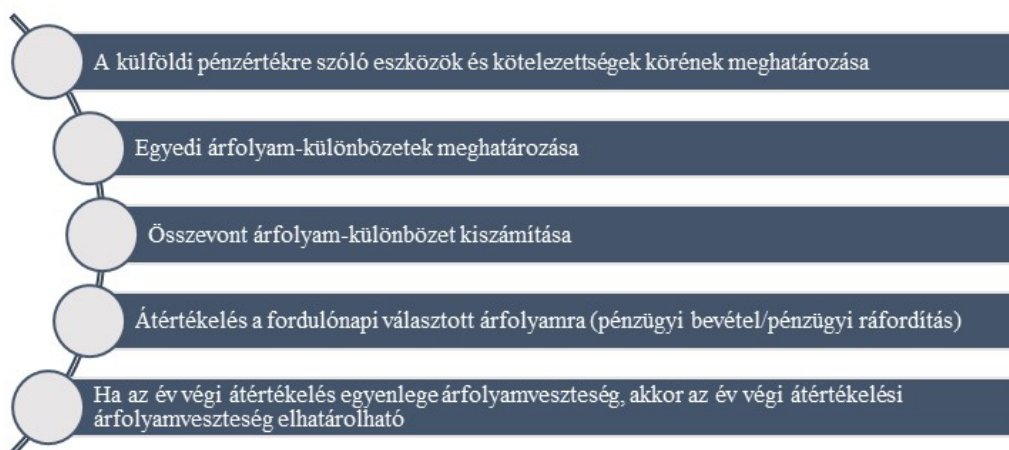 A külföldi pénzértékre szóló eszközök és kötelezettségek körének meghatározása
Egyedi árfolyam-különbözetek meghatározása
Összevont árfolyam-különbözet kiszámítása
Átértékelés a fordulónapi választott árfolyamra (pénzügyi bevétel/pénzügyi ráfordítás)
Ha az év végi átértékelés egyenlege árfolyamveszteség, akkor az év végi átértékelési
árfolyamveszteség elhatárolható